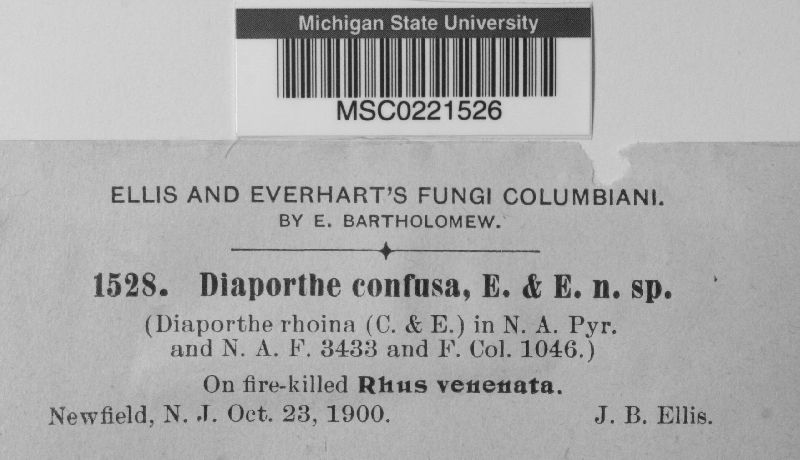 Michigan State University
MSC0221526
ELLIS AND EVERHART'S FUNGI COLUMBIANI.
BY E. BARTHOLOMEW.
1528. Diaporthe confusa, E. & E. n. sp.
(Diaporthe rhoina (C. & E.) in N. A. Pyr.
and N. A. F. 3433 and F. Col. 1046.)
On fire-killed Rhus venenata.
Newfield, N. J. Oct. 23, 1900. J. B. Ellis.